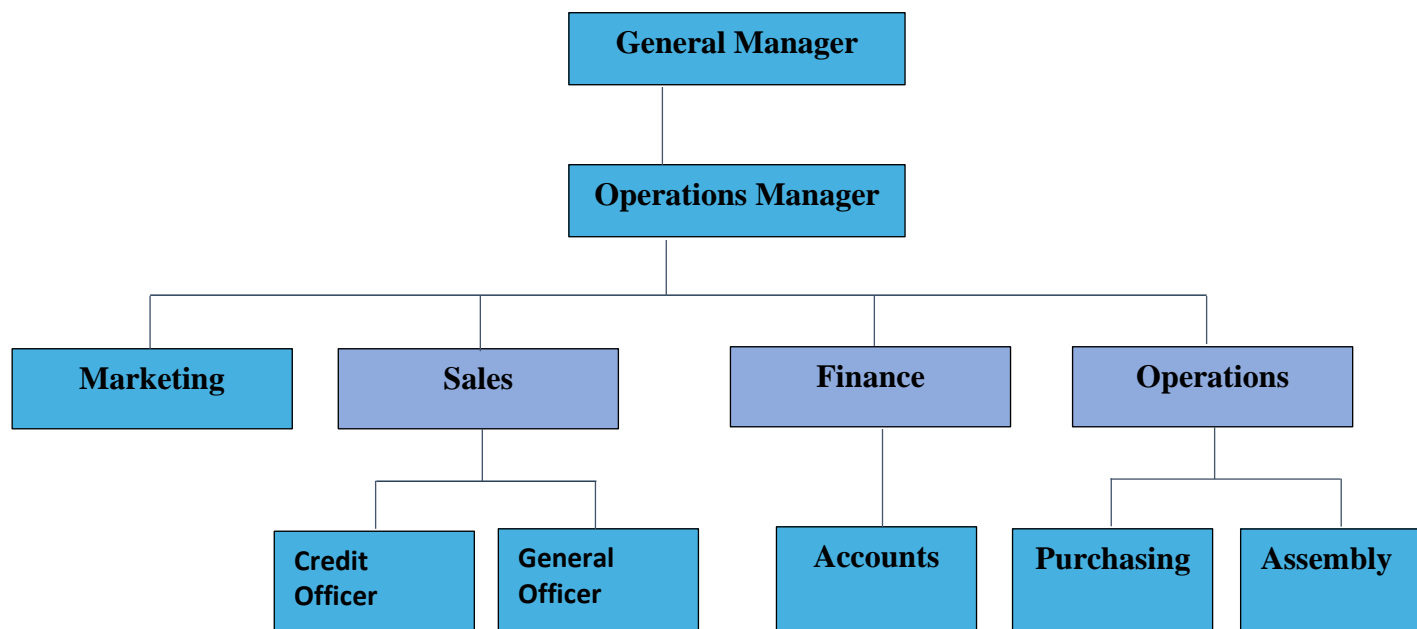 General Manager
Operations Manager
Marketing
Sales
Finance
Operations
Credit
Officer
General
Officer
Accounts
Purchasing
Assembly